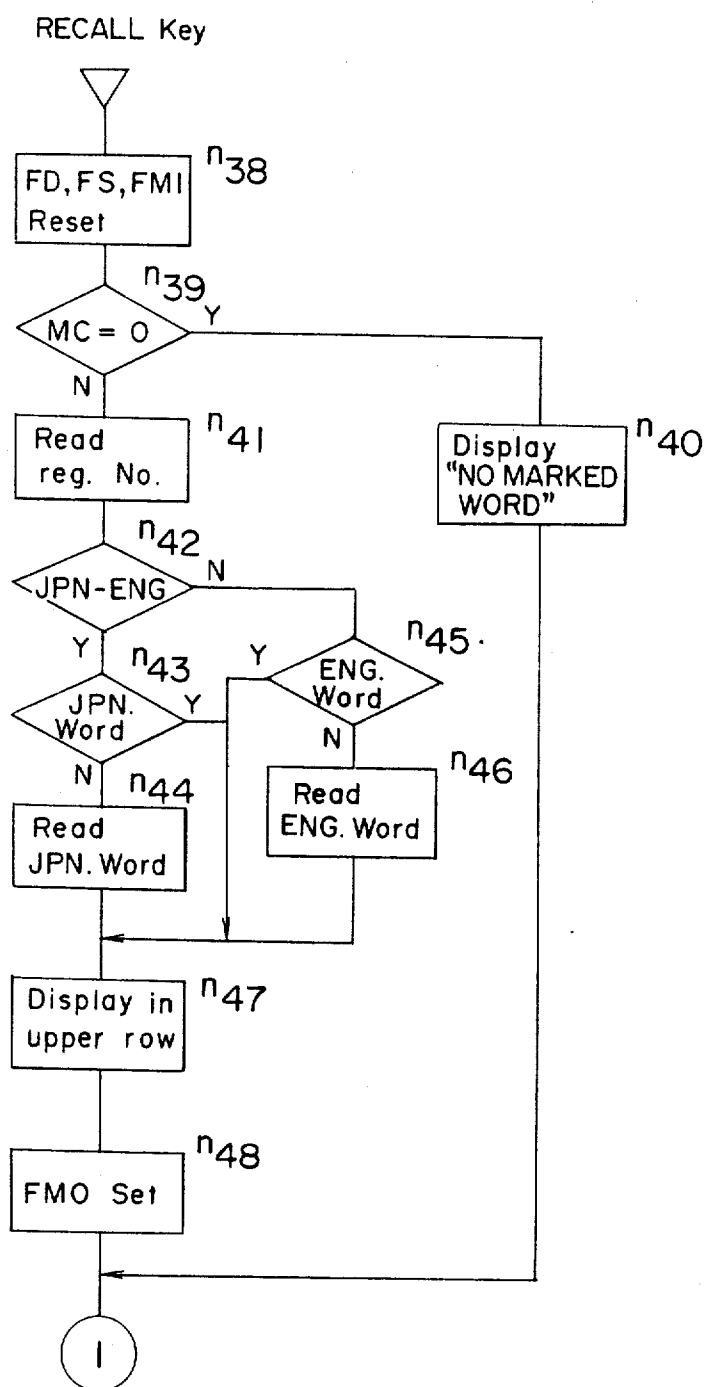 RECALL Key
n38
FD, FS, FMI
Reset
n39
MC = O
Y
N
n41
Read
reg. No.
n40
Display
"NO MARKED
WORD"
n42
JPN-ENG
N
Y
n43
JPN.
Word
Y
N
n45
ENG.
Word
Y
N
n44
Read
JPN. Word
n46
Read
ENG. Word
n47
Display in
upper row
n48
FMO Set
I